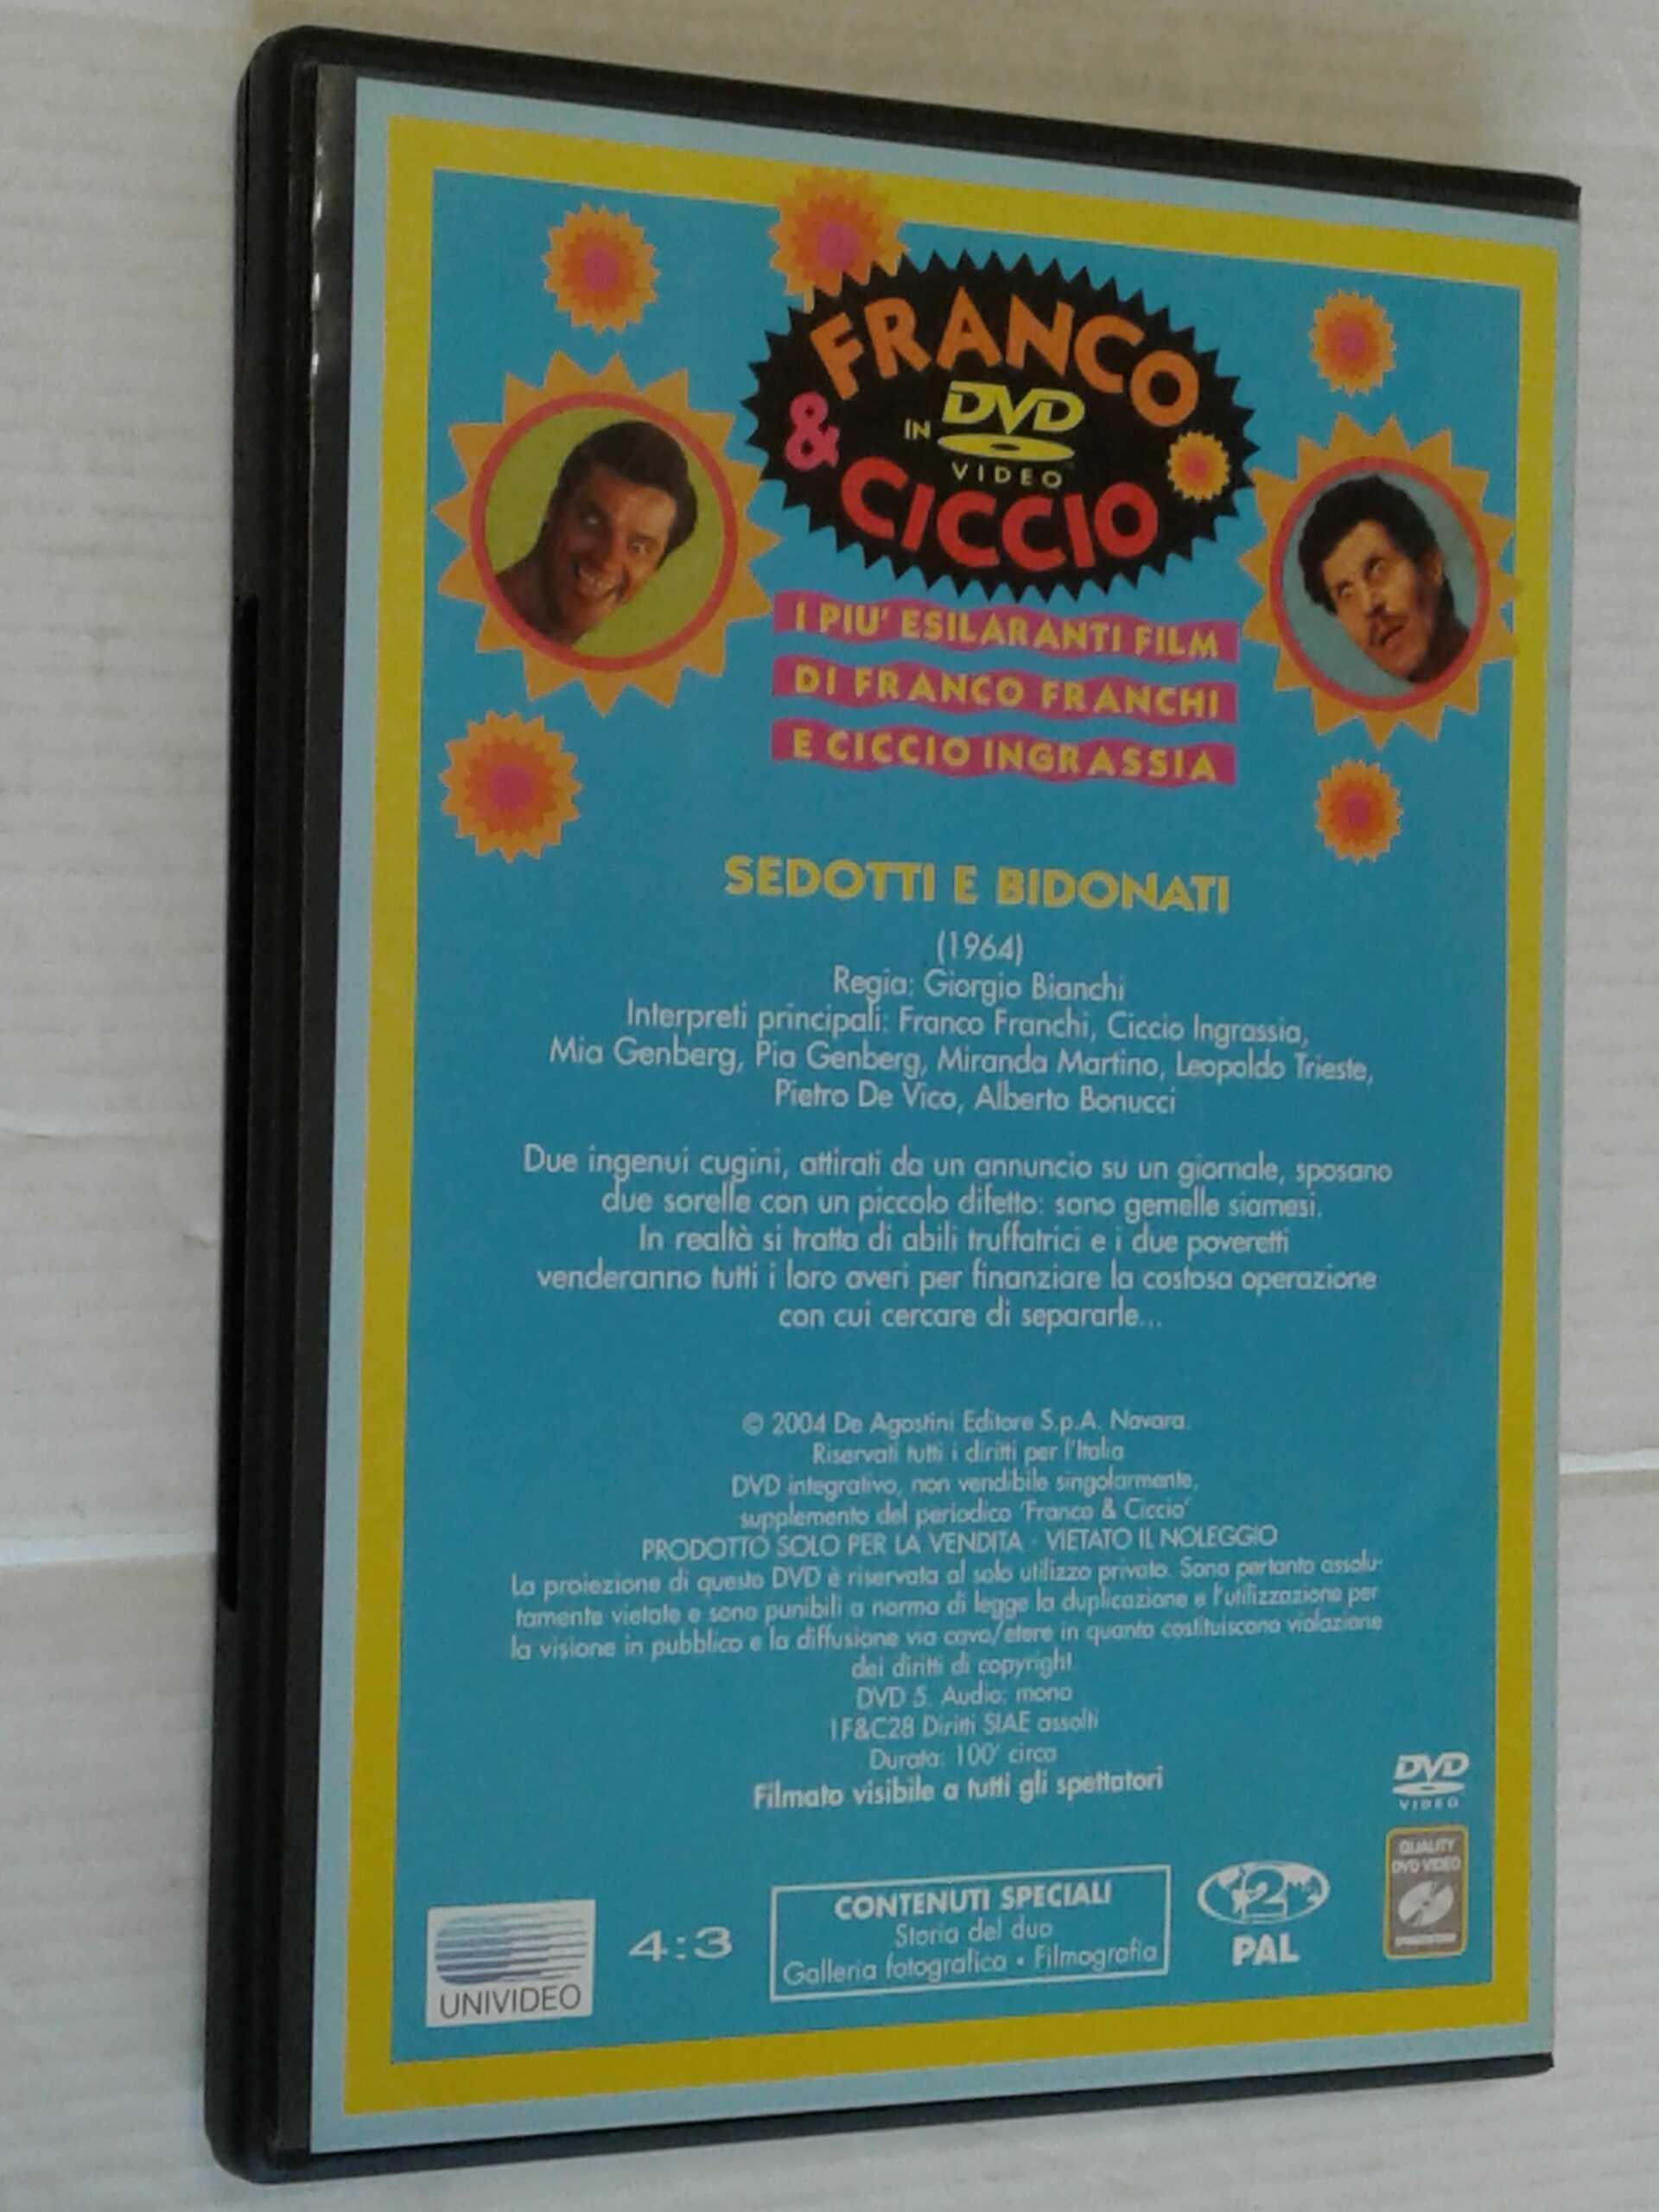 FRANCO
&
IN
DVD
VIDEO
CICCIO
I PIU' ESILARANTI FILM
DI FRANCO FRANCHI
E CICCIO INGRASSIA
SEDOTTI E BIDONATI
(1964)
Regia: Giorgio Bianchi
Interpreti principali: Franco Franchi, Ciccio Ingrassia,
Mia Genberg, Pia Genberg, Miranda Martino, Leopoldo Trieste,
Pietro De Vico, Alberto Bonucci
Due ingenui cugini, attirati da un annuncio su un giornale, sposano
due sorelle con un piccolo difetto: sono gemelle siamesi.
In realtà si tratta di abili truffatrici e i due poveretti
venderanno tutti i loro averi per finanziare la costosa operazione
con cui cercare di separarle...
© 2004 De Agostini Editore S.p.A. Novara.
Riservati tutti i diritti per l'Italia
DVD integrativo, non vendibile singolarmente,
supplemento del periodico 'Franco & Ciccio'
PRODOTTO SOLO PER LA VENDITA - VIETATO IL NOLEGGIO
La proiezione di questo DVD è riservata al solo utilizzo privato. Sono pertanto assolu-
tamente vietate e sono punibili a norma di legge la duplicazione e l'utilizzazione per
la visione in pubblico e la diffusione via cavo/etere in quanto costituiscono violazione
dei diritti di copyright
DVD 5. Audio: mono
1F&C28 Diritti SIAE assolti
Durata: 100' circa
Filmato visibile a tutti gli spettatori
DVD
VIDEO
QUALITY
DVD VIDEO
UNIVIDEO
4:3
CONTENUTI SPECIALI
Storia del duo
Galleria fotografica • Filmografia
2
PAL